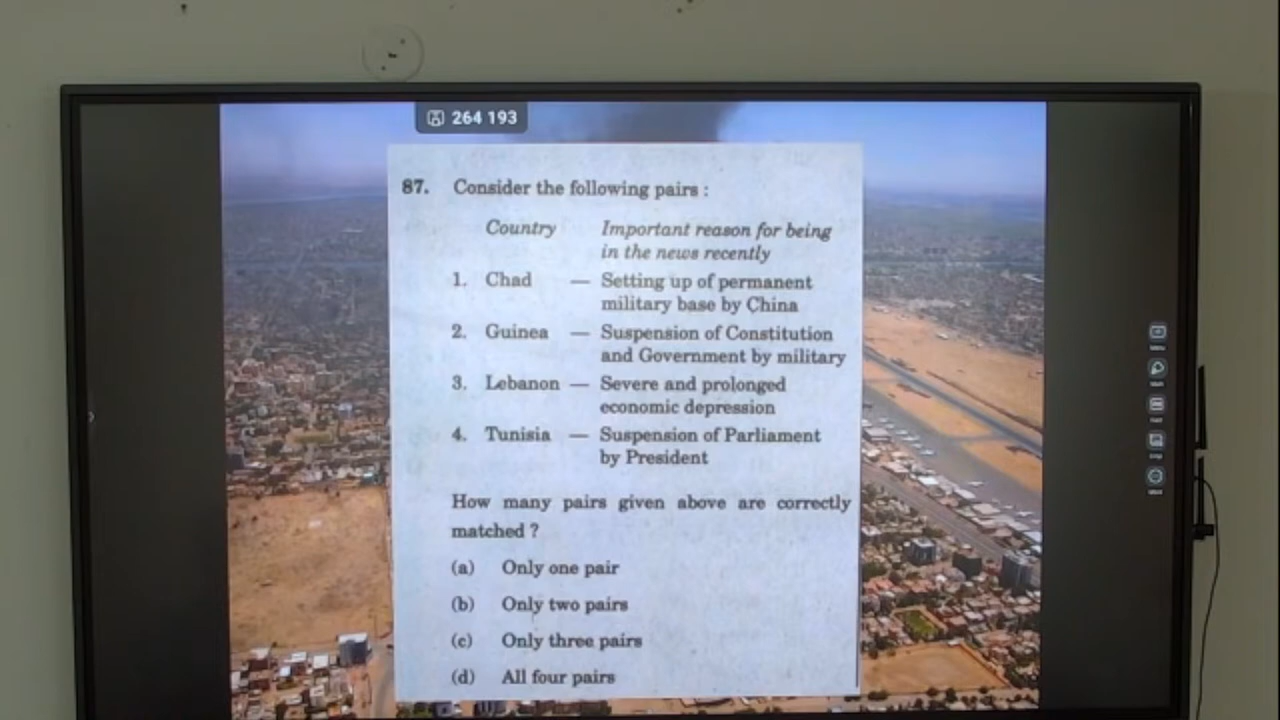 264 193
87. Consider the following pairs :
Country Important reason for being
in the news recently
1. Chad — Setting up of permanent
military base by China
2. Guinea — Suspension of Constitution
and Government by military
3. Lebanon — Severe and prolonged
economic depression
4. Tunisia — Suspension of Parliament
by President
How many pairs given above are correctly
matched ?
(a) Only one pair
(b) Only two pairs
(c) Only three pairs
(d) All four pairs